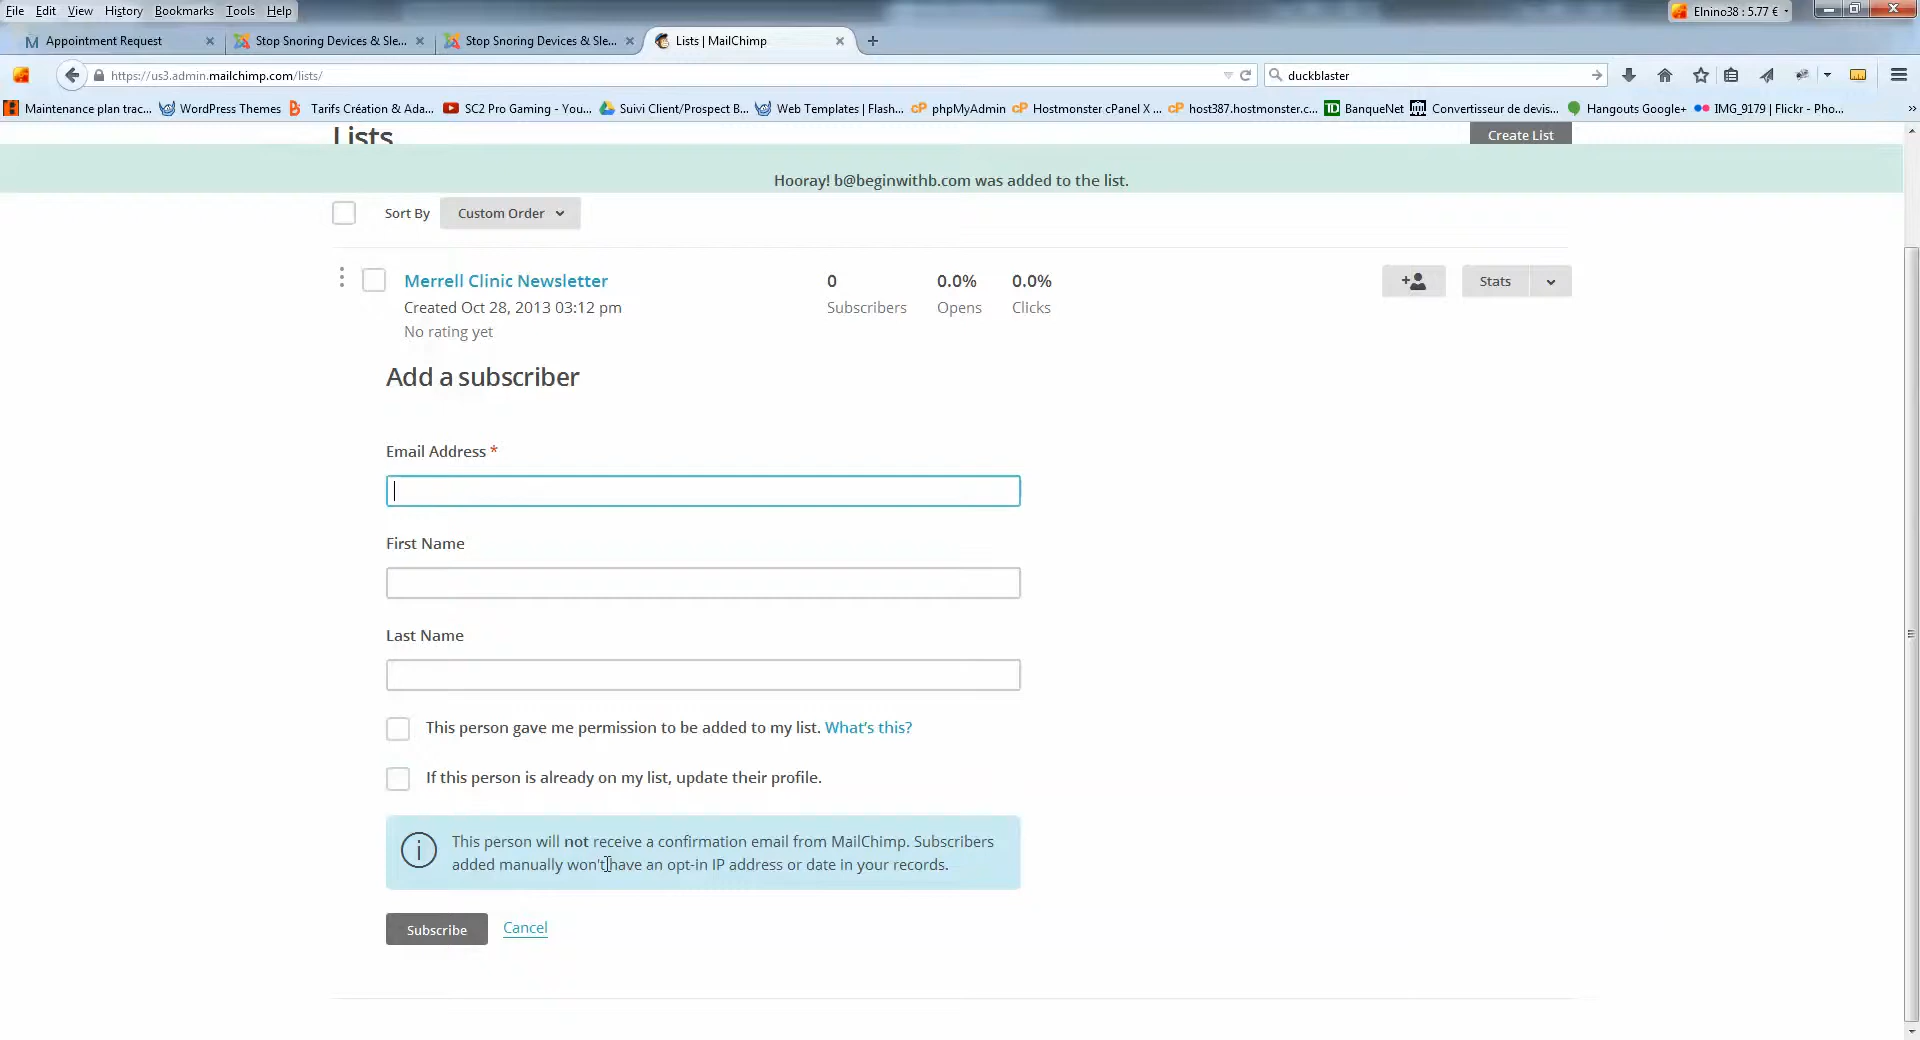 File Edit View History Bookmarks Tools Help
Elnino38 : 5.77 €
Appointment Request
Stop Snoring Devices & Sle...
Stop Snoring Devices & Sle...
Lists | MailChimp
https://us3.admin.mailchimp.com/lists/
duckblaster
Maintenance plan trac... WordPress Themes Tarifs Création & Ada... SC2 Pro Gaming - You... Suivi Client/Prospect B... Web Templates | Flash... phpMyAdmin Hostmonster cPanel X ... host387.hostmonster.c... BanqueNet Convertisseur de devis... Hangouts Google+ IMG_9179 | Flickr - Pho...
Lists
Create List
Hooray! b@beginwithb.com was added to the list.
Sort By Custom Order
Merrell Clinic Newsletter 0 0.0% 0.0% Stats
Created Oct 28, 2013 03:12 pm Subscribers Opens Clicks
No rating yet
Add a subscriber
Email Address *
First Name
Last Name
This person gave me permission to be added to my list. What's this?
If this person is already on my list, update their profile.
This person will not receive a confirmation email from MailChimp. Subscribers
added manually won't have an opt-in IP address or date in your records.
Subscribe Cancel